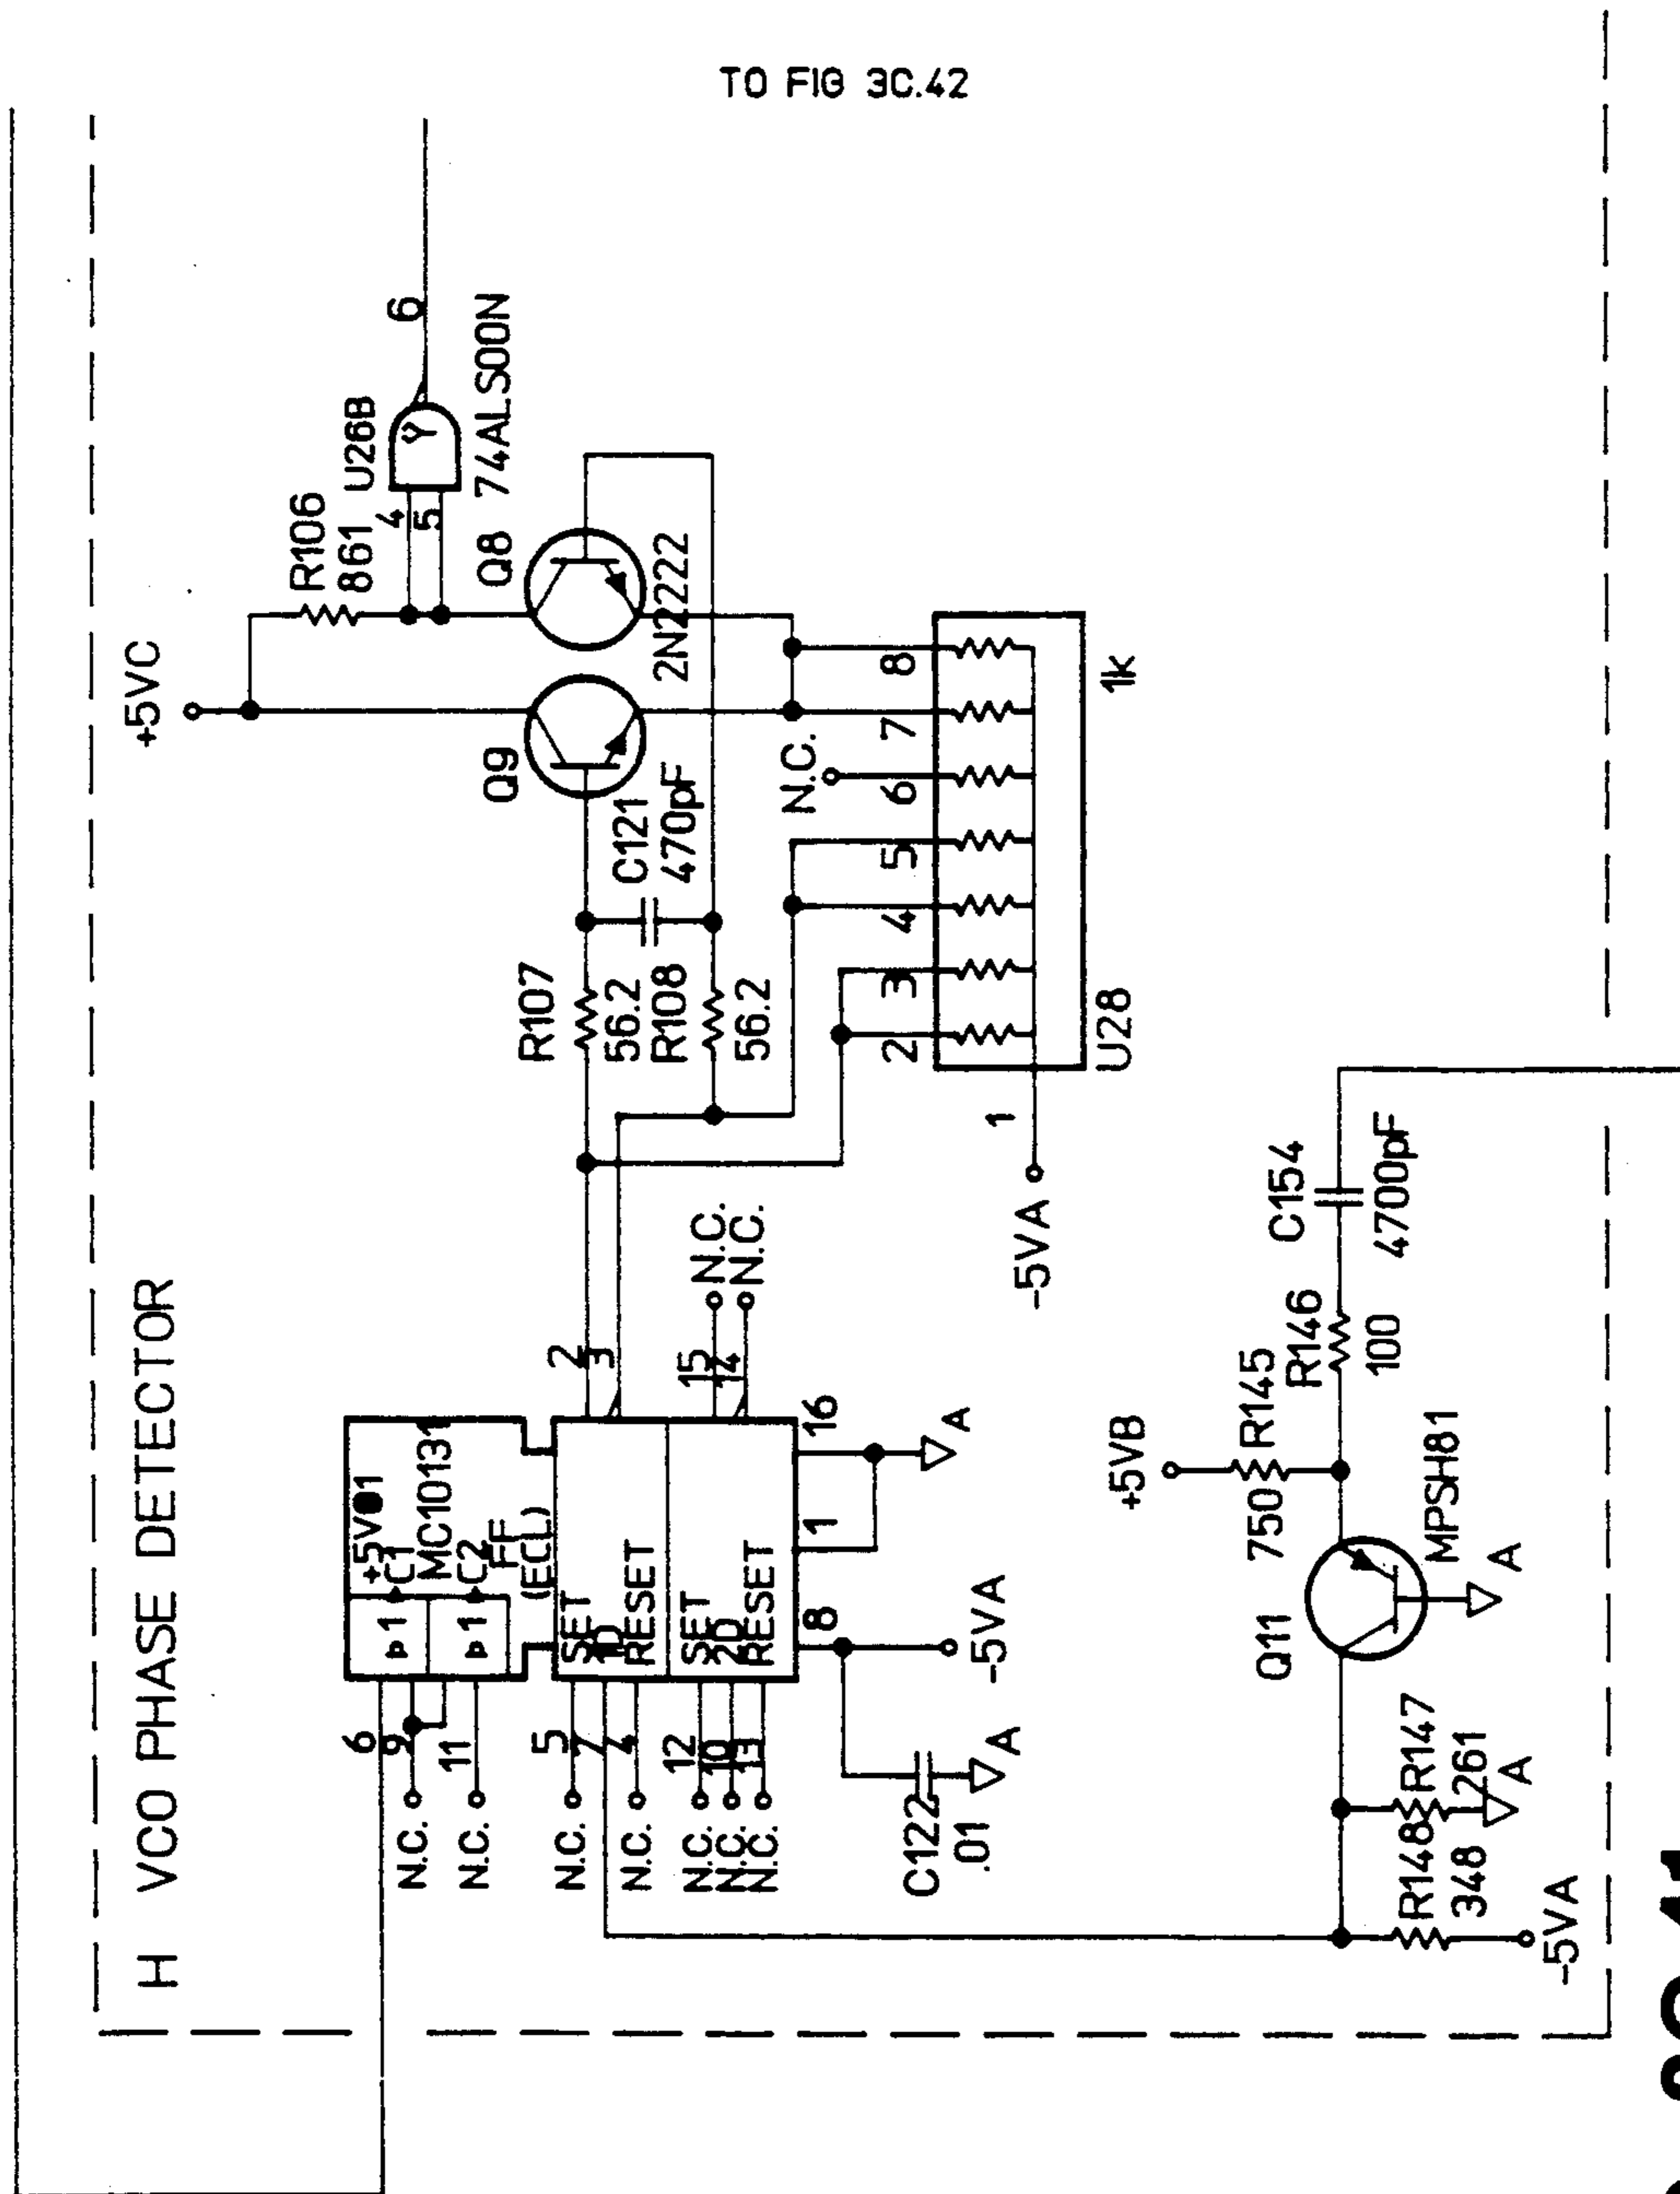 TO FIG 3C.42
H VCO PHASE DETECTOR
+5VC
R106
861
4
5
U26B
Y
6
74ALS00N
Q9
Q8
2N2222
R107
56.2
C121
470pF
R108
56.2
N.C.
2
3
4
5
6
7
8
1k
U28
1
-5VA
6
9
N.C.
11
N.C.
C1
MC10131
C2
FF
(ECL)
5
N.C.
7
4
N.C.
SET
1D
RESET
2
3
12
N.C.
10
N.C.
13
N.C.
SET
2D
RESET
15
N.C.
14
N.C.
8
1
16
A
-5VA
C122
.01
A
+5VB
750
R145
R146
100
C154
4700pF
Q11
MPSH81
A
R147
261
A
R148
348
-5VA